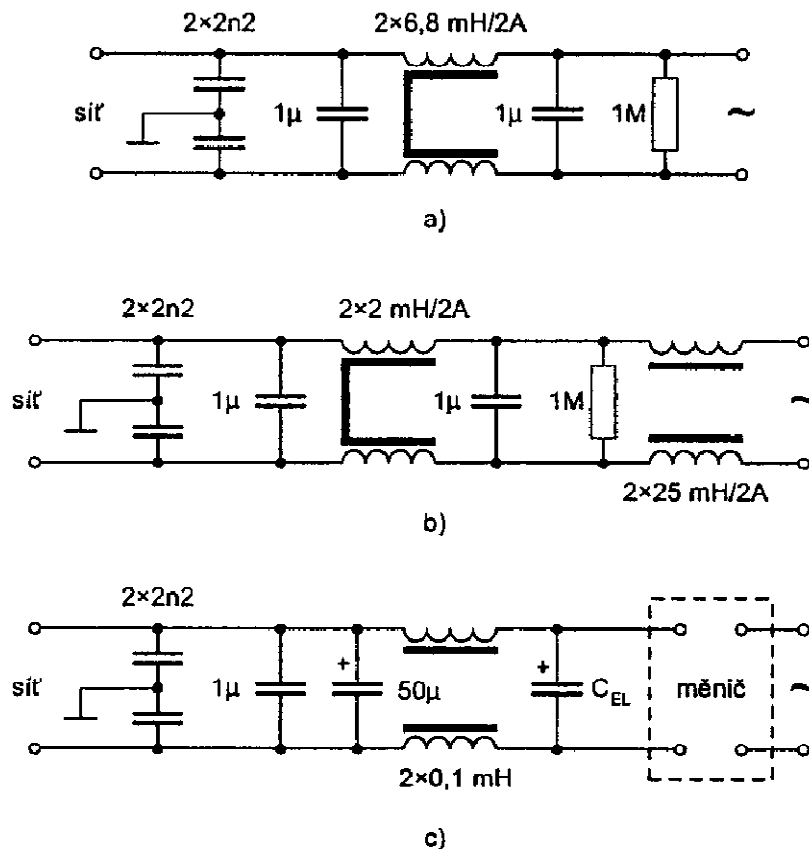 2×2n2 2×6,8 mH/2A
síť 1µ 1µ 1M ~
a)
2×2n2 2×2 mH/2A
síť 1µ 1µ 1M ~
2×25 mH/2A
b)
2×2n2
síť 1µ + 50µ + C_EL měnič ~
2×0,1 mH
c)